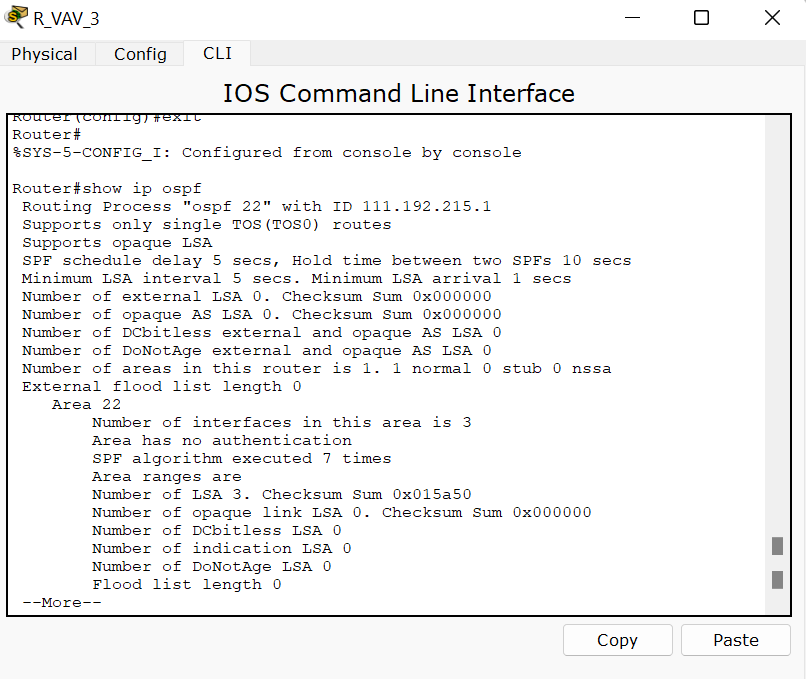 R_VAV_3
Physical Config CLI
IOS Command Line Interface
Router(config)#exit
Router#
%SYS-5-CONFIG_I: Configured from console by console
Router#show ip ospf
Routing Process "ospf 22" with ID 111.192.215.1
Supports only single TOS(TOS0) routes
Supports opaque LSA
SPF schedule delay 5 secs, Hold time between two SPFs 10 secs
Minimum LSA interval 5 secs. Minimum LSA arrival 1 secs
Number of external LSA 0. Checksum Sum 0x000000
Number of opaque AS LSA 0. Checksum Sum 0x000000
Number of DCbitless external and opaque AS LSA 0
Number of DoNotAge external and opaque AS LSA 0
Number of areas in this router is 1. 1 normal 0 stub 0 nssa
External flood list length 0
Area 22
Number of interfaces in this area is 3
Area has no authentication
SPF algorithm executed 7 times
Area ranges are
Number of LSA 3. Checksum Sum 0x015a50
Number of opaque link LSA 0. Checksum Sum 0x000000
Number of DCbitless LSA 0
Number of indication LSA 0
Number of DoNotAge LSA 0
Flood list length 0
--More--
Copy Paste